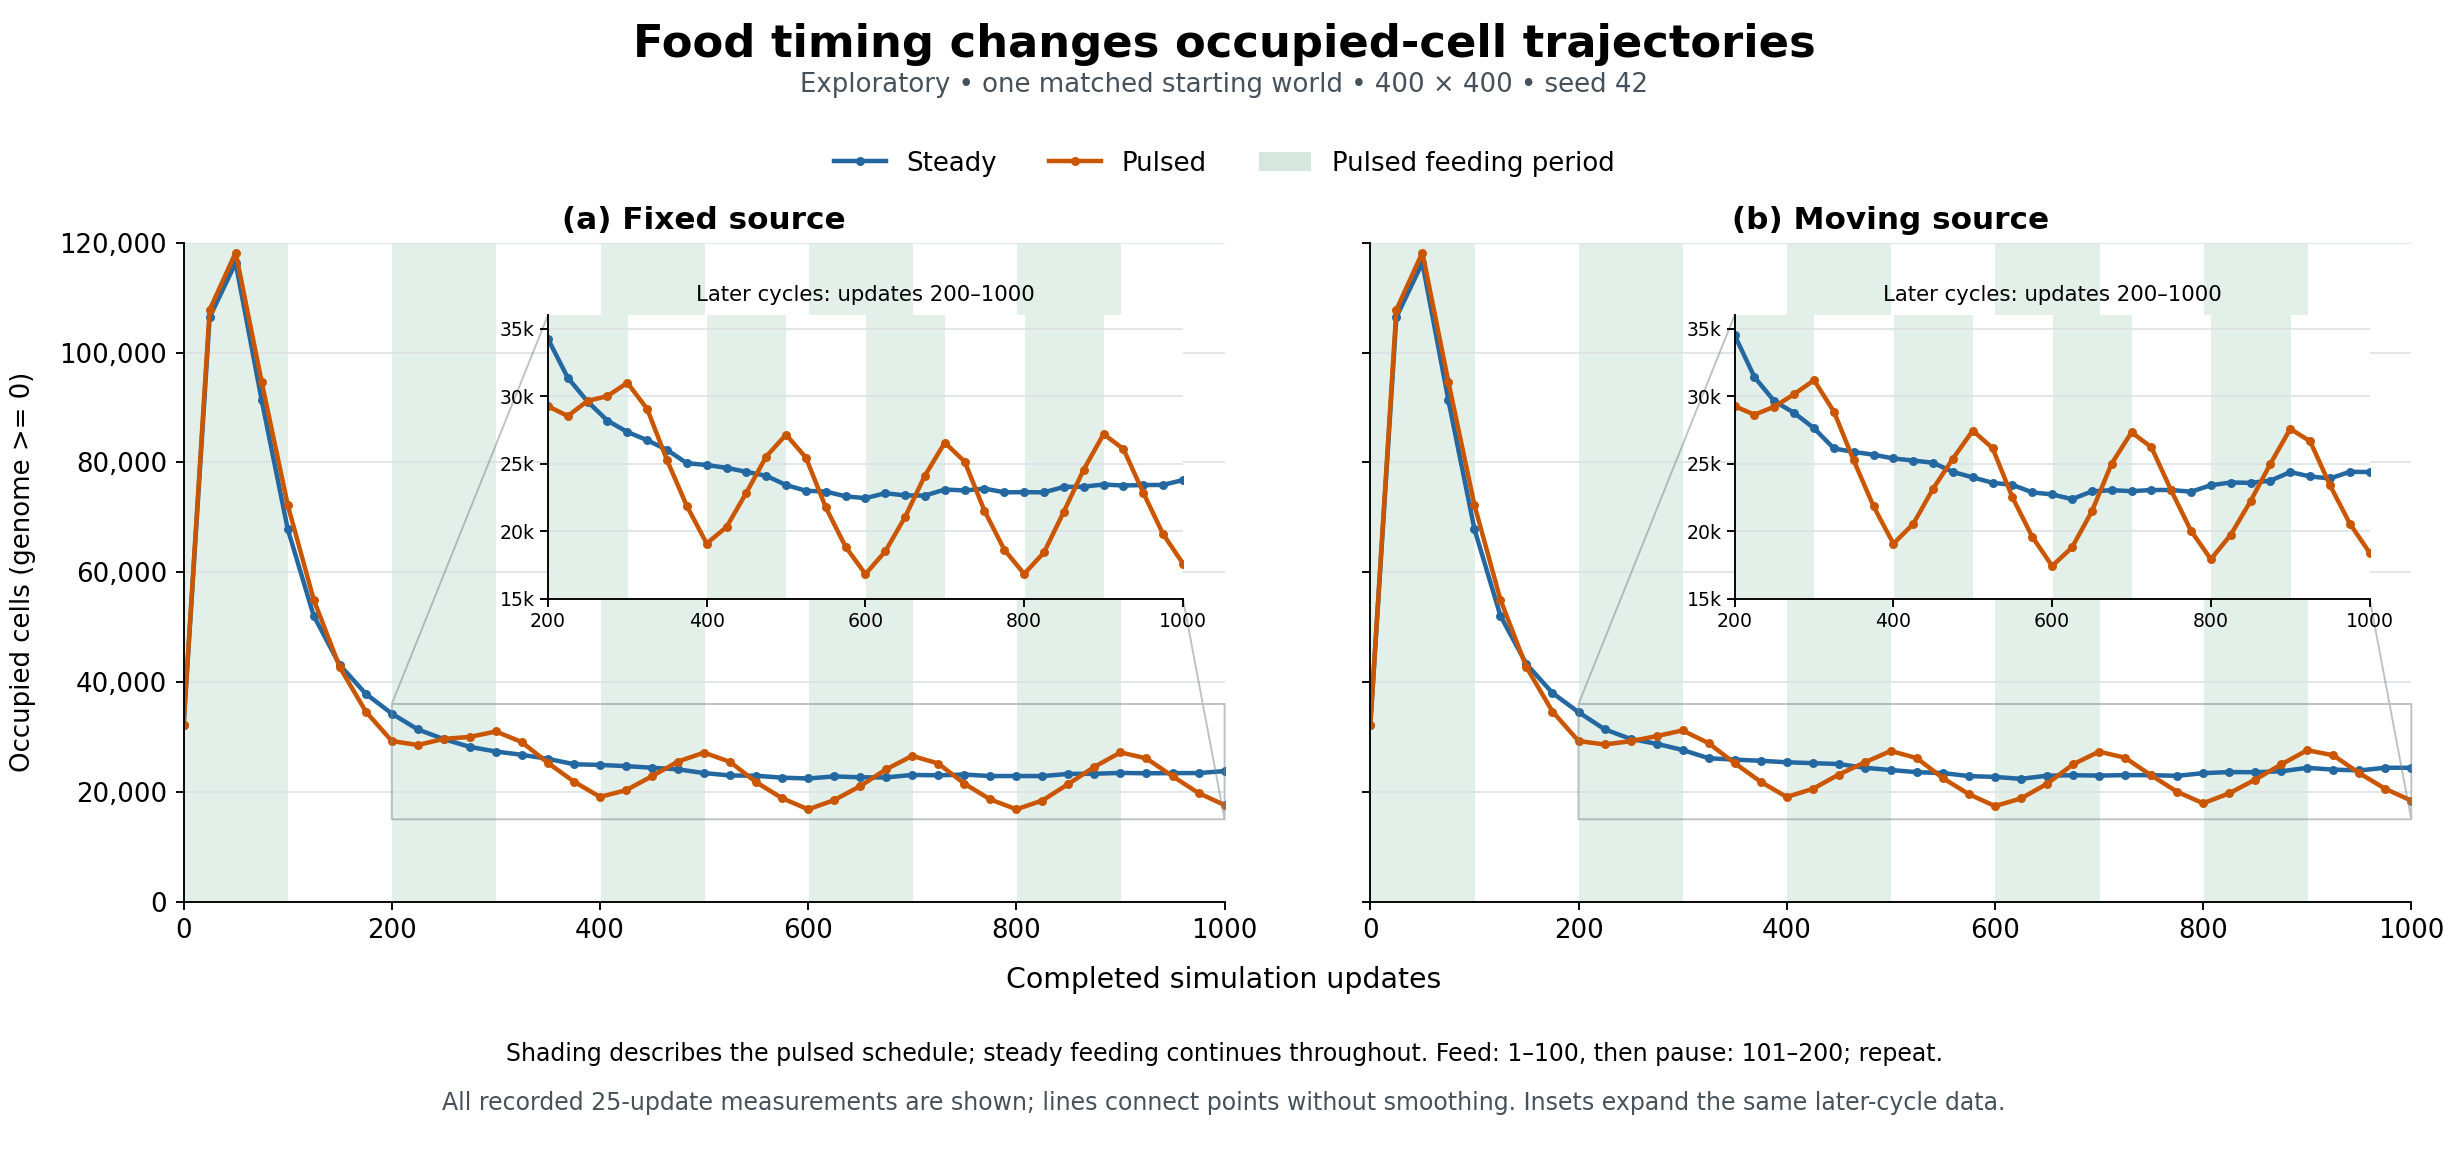 Food timing changes occupied-cell trajectories
Exploratory • one matched starting world • 400 × 400 • seed 42
Steady
Pulsed
Pulsed feeding period
(a) Fixed source
120,000
100,000
80,000
60,000
40,000
20,000
0
Occupied cells (genome >= 0)
0
200
400
600
800
1000
Later cycles: updates 200–1000
35k
30k
25k
20k
15k
200
400
600
800
1000
(b) Moving source
Later cycles: updates 200–1000
35k
30k
25k
20k
15k
200
400
600
800
1000
0
200
400
600
800
1000
Completed simulation updates
Shading describes the pulsed schedule; steady feeding continues throughout. Feed: 1–100, then pause: 101–200; repeat.
All recorded 25-update measurements are shown; lines connect points without smoothing. Insets expand the same later-cycle data.